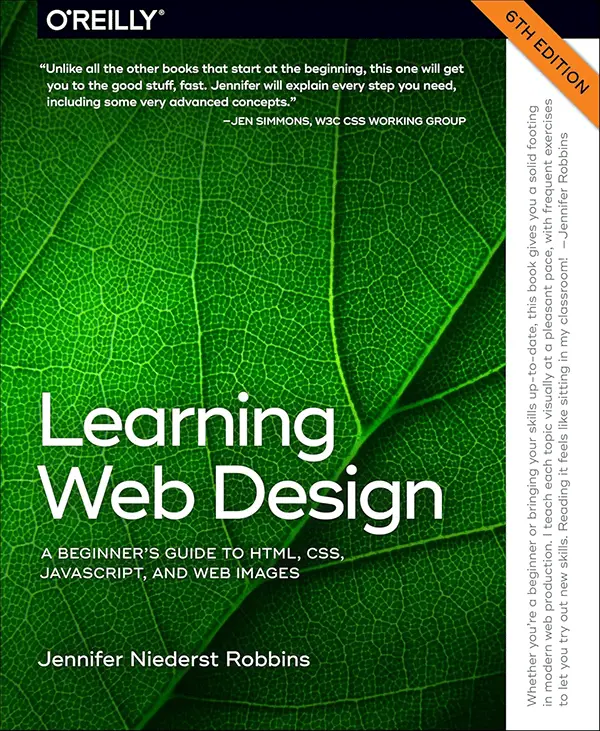 O'REILLY®
6TH EDITION
“Unlike all the other books that start at the beginning, this one will get
you to the good stuff, fast. Jennifer will explain every step you need,
including some very advanced concepts.”
—JEN SIMMONS, W3C CSS WORKING GROUP
Learning
Web Design
A BEGINNER’S GUIDE TO HTML, CSS,
JAVASCRIPT, AND WEB IMAGES
Jennifer Niederst Robbins
Whether you’re a beginner or bringing your skills up-to-date, this book gives you a solid footing
in modern web production. I teach each topic visually at a pleasant pace, with frequent exercises
to let you try out new skills. Reading it feels like sitting in my classroom! —Jennifer Robbins